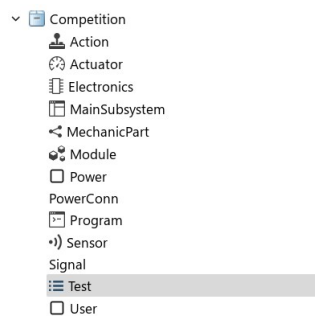 Competition
Action
Actuator
Electronics
MainSubsystem
MechanicPart
Module
Power
PowerConn
Program
Sensor
Signal
Test
User